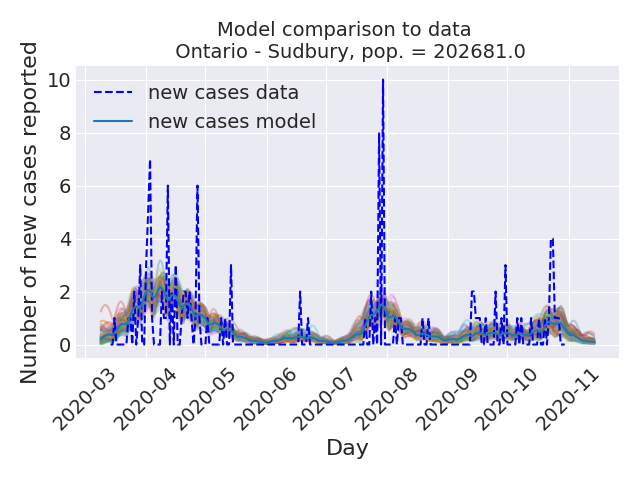 Model comparison to data
Ontario - Sudbury, pop. = 202681.0
Number of new cases reported
10
8
6
4
2
0
new cases data
new cases model
2020-03
2020-04
2020-05
2020-06
2020-07
2020-08
2020-09
2020-10
2020-11
Day